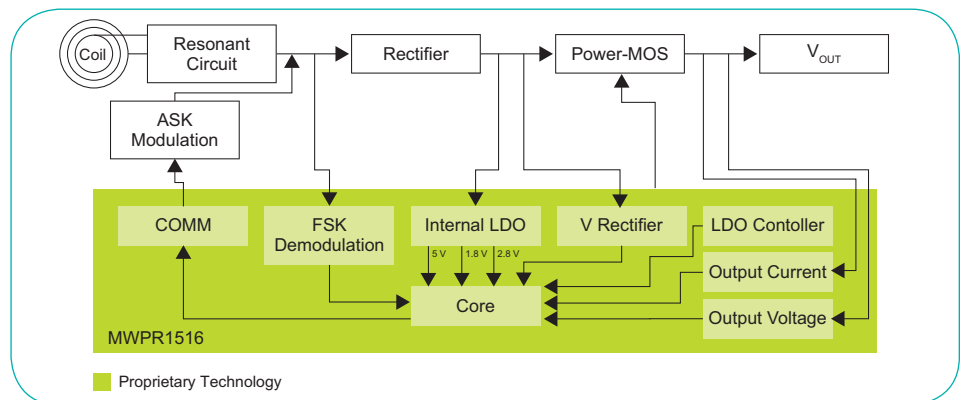 Coil
Resonant
Circuit
Rectifier
Power-MOS
VOUT
ASK
Modulation
COMM
FSK
Demodulation
Internal LDO
V Rectifier
LDO Contoller
5 V
1.8 V
2.8 V
Output Current
Core
Output Voltage
MWPR1516
Proprietary Technology